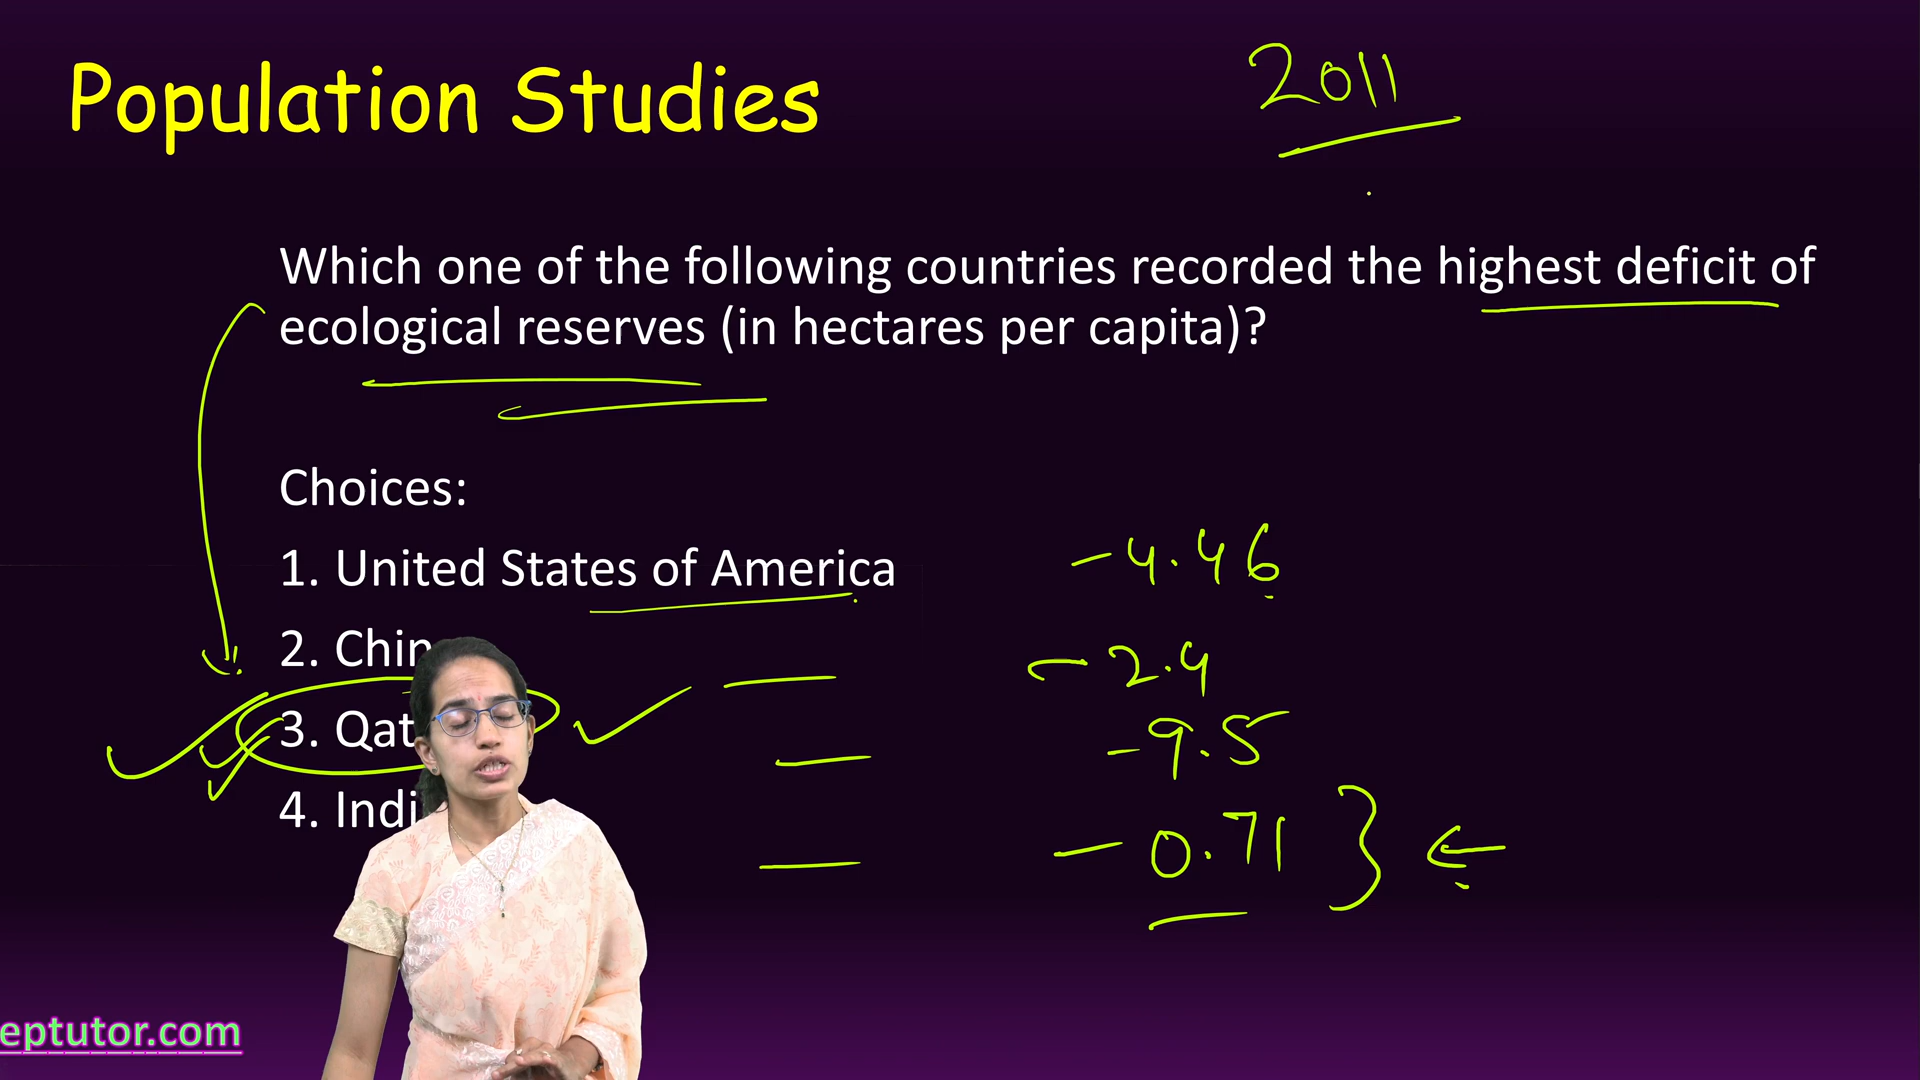 Population Studies
2011
Which one of the following countries recorded the highest deficit of
ecological reserves (in hectares per capita)?
Choices:
1. United States of America
-4.46
2. Chin
-2.4
3. Qat
-9.5
4. Indi
-0.71
eptutor.com